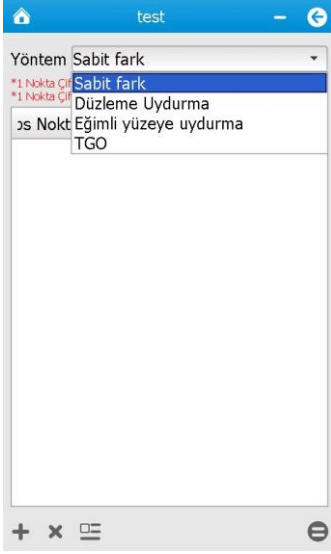 test
Yöntem Sabit fark
*1 Nokta Çif
*1 Nokta Çif
Sabit fark
Düzleme Uydurma
Eğimli yüzeye uydurma
TGO
os Nokt